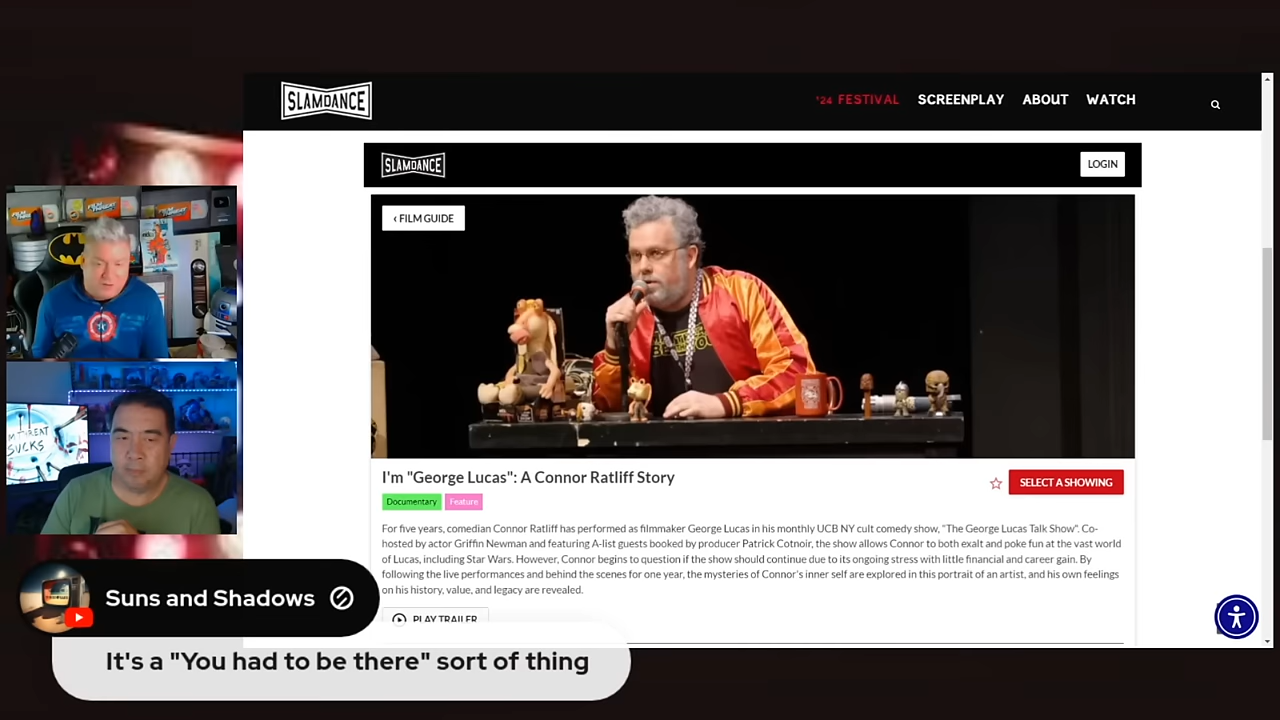 SLAMDANCE
'24 FESTIVAL SCREENPLAY ABOUT WATCH
SLAMDANCE
LOGIN
‹ FILM GUIDE
I'm "George Lucas": A Connor Ratliff Story
SELECT A SHOWING
Documentary Feature
For five years, comedian Connor Ratliff has performed as filmmaker George Lucas in his monthly UCB NY cult comedy show, "The George Lucas Talk Show". Co-
hosted by actor Griffin Newman and featuring A-list guests booked by producer Patrick Cotnoir, the show allows Connor to both exalt and poke fun at the vast world
of Lucas, including Star Wars. However, Connor begins to question if the show should continue due to its ongoing stress with little financial and career gain. By
following the live performances and behind the scenes for one year, the mysteries of Connor's inner self are explored in this portrait of an artist, and his own feelings
on his history, value, and legacy are revealed.
PLAY TRAILER
SUCKS
Suns and Shadows
It's a "You had to be there" sort of thing